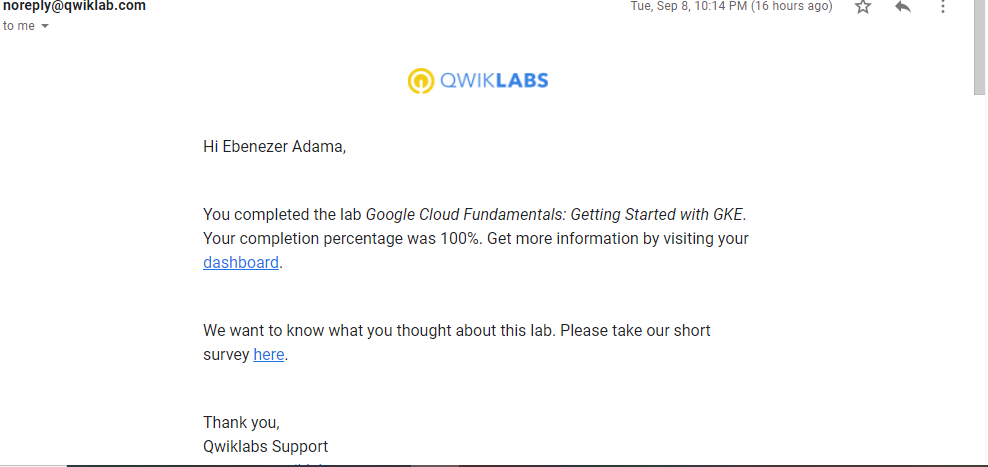 noreply@qwiklab.com
Tue, Sep 8, 10:14 PM (16 hours ago)
to me
QWIKLABS
Hi Ebenezer Adama,
You completed the lab Google Cloud Fundamentals: Getting Started with GKE.
Your completion percentage was 100%. Get more information by visiting your
dashboard.
We want to know what you thought about this lab. Please take our short
survey here.
Thank you,
Qwiklabs Support